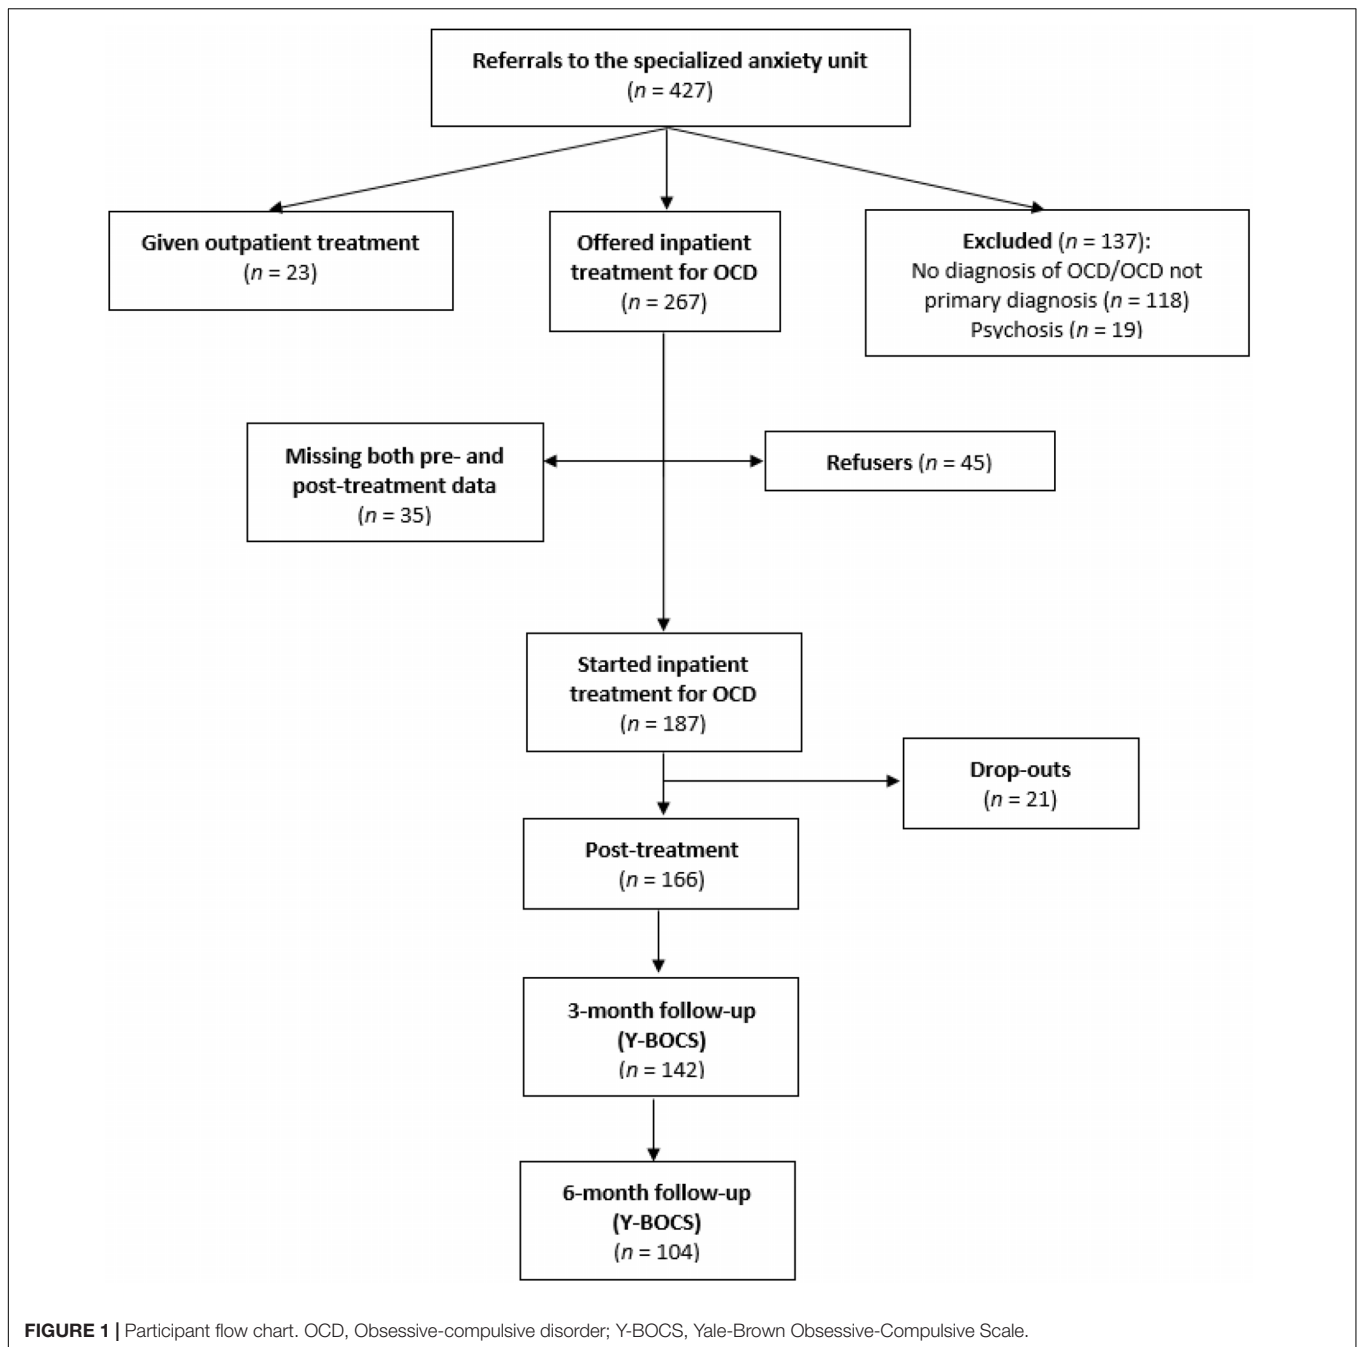 Referrals to the specialized anxiety unit
(n = 427)
Given outpatient treatment
(n = 23)
Offered inpatient
treatment for OCD
(n = 267)
Excluded (n = 137):
No diagnosis of OCD/OCD not
primary diagnosis (n = 118)
Psychosis (n = 19)
Missing both pre- and
post-treatment data
(n = 35)
Refusers (n = 45)
Started inpatient
treatment for OCD
(n = 187)
Drop-outs
(n = 21)
Post-treatment
(n = 166)
3-month follow-up
(Y-BOCS)
(n = 142)
6-month follow-up
(Y-BOCS)
(n = 104)
FIGURE 1 | Participant flow chart. OCD, Obsessive-compulsive disorder; Y-BOCS, Yale-Brown Obsessive-Compulsive Scale.